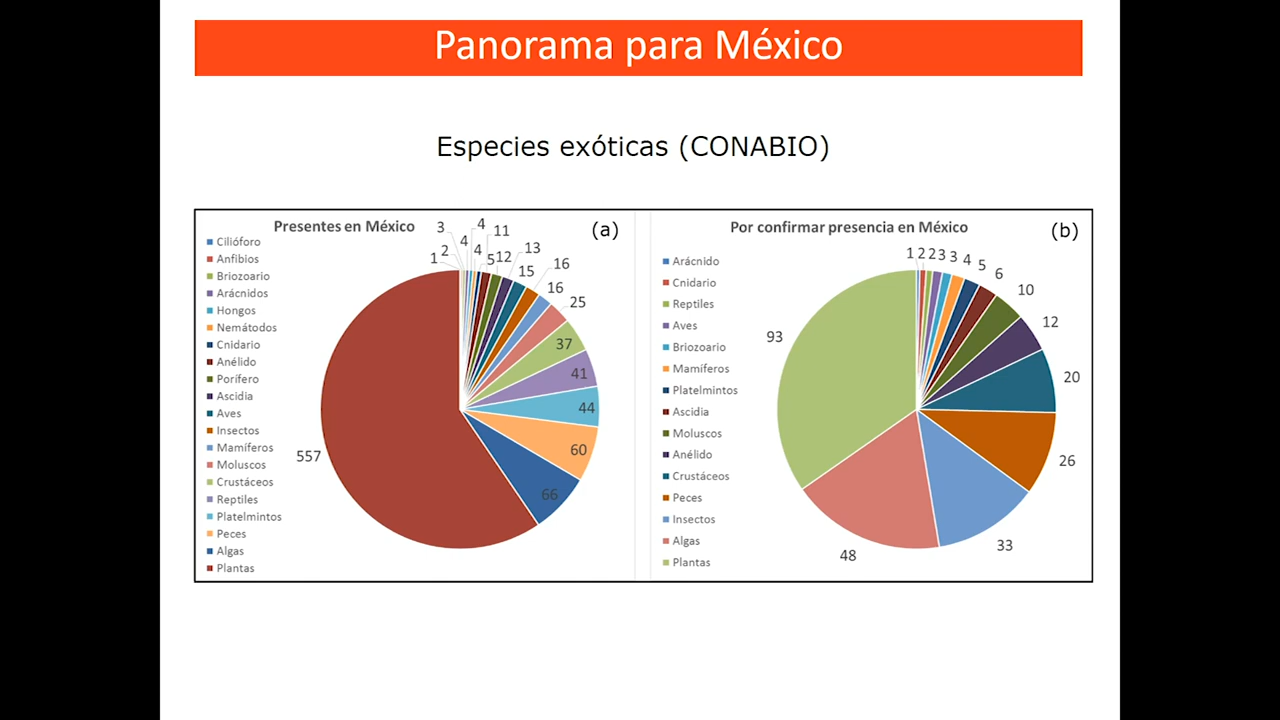 Panorama para México
Especies exóticas (CONABIO)
Presentes en México
(a)
Cilióforo
Anfibios
Briozoario
Arácnidos
Hongos
Nemátodos
Cnidario
Anélido
Porífero
Ascidia
Aves
Insectos
Mamíferos
Moluscos
Crustáceos
Reptiles
Platelmintos
Peces
Algas
Plantas
1
2
3
4
4
4
5
11
12
13
15
16
16
25
37
41
44
60
66
557
Por confirmar presencia en México
(b)
Arácnido
Cnidario
Reptiles
Aves
Briozoario
Mamíferos
Platelmintos
Ascidia
Moluscos
Anélido
Crustáceos
Peces
Insectos
Algas
Plantas
1
2
2
3
3
3
4
5
6
10
12
20
26
33
48
93